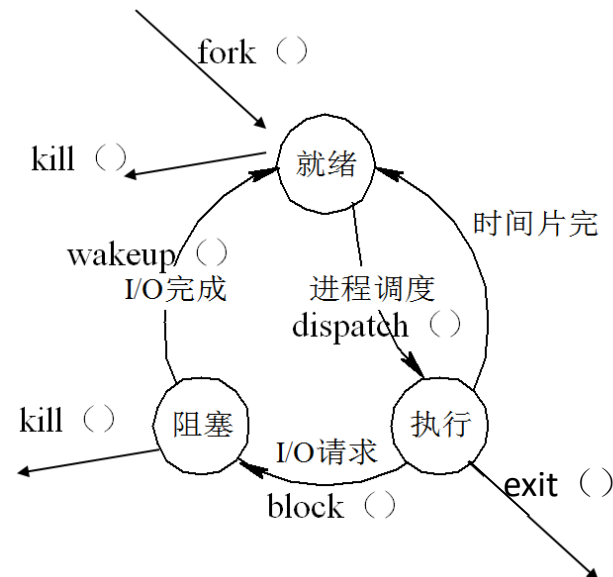 fork（）
kill（）
就绪
时间片完
wakeup（）
I/O完成
进程调度
dispatch（）
kill（）
阻塞
执行
I/O请求
block（）
exit（）